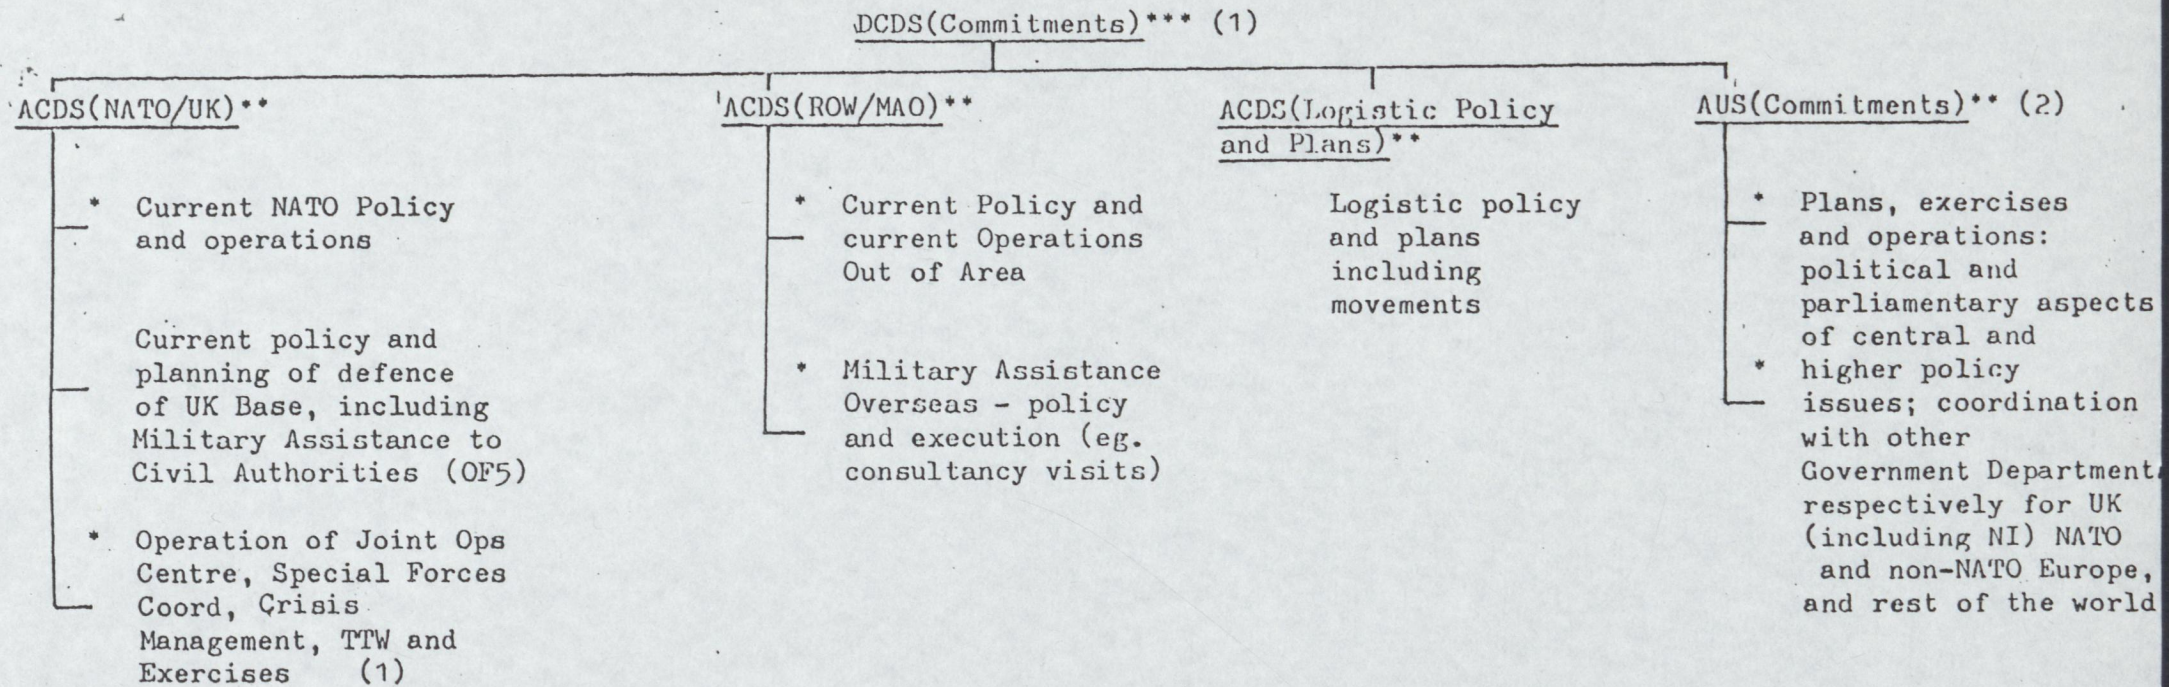 DCDS(Commitments)*** (1)
ACDS(NATO/UK)**
* Current NATO Policy
and operations
Current policy and
planning of defence
of UK Base, including
Military Assistance to
Civil Authorities (OF5)
* Operation of Joint Ops
Centre, Special Forces
Coord, Crisis
Management, TTW and
Exercises (1)
ACDS(ROW/MAO)**
* Current Policy and
current Operations
Out of Area
* Military Assistance
Overseas - policy
and execution (eg.
consultancy visits)
ACDS(Logistic Policy
and Plans)**
Logistic policy
and plans
including
movements
AUS(Commitments)** (2)
* Plans, exercises
and operations:
political and
parliamentary aspects
of central and
* higher policy
issues; coordination
with other
Government Department
respectively for UK
(including NI) NATO
and non-NATO Europe,
and rest of the world